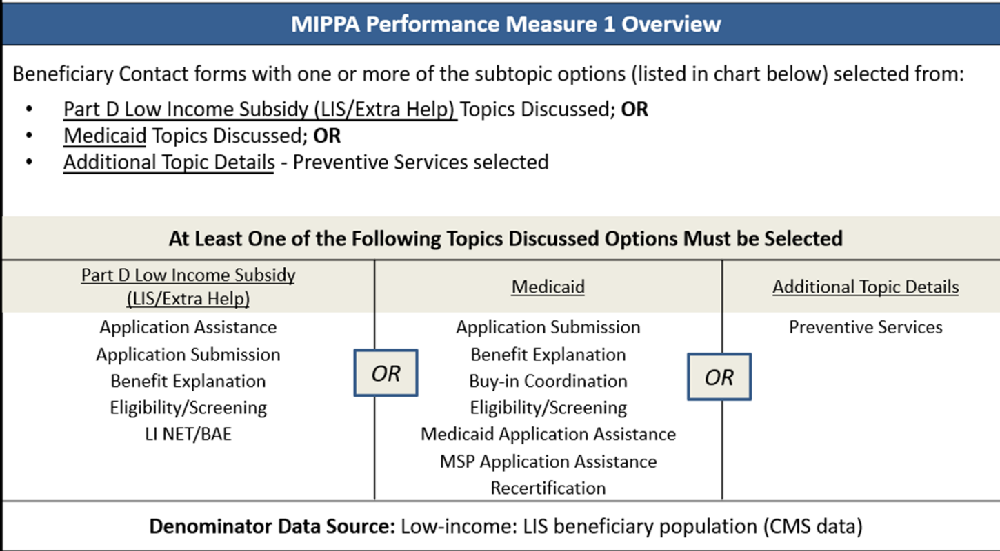 MIPPA Performance Measure 1 Overview
Beneficiary Contact forms with one or more of the subtopic options (listed in chart below) selected from:
• Part D Low Income Subsidy (LIS/Extra Help) Topics Discussed; OR
• Medicaid Topics Discussed; OR
• Additional Topic Details - Preventive Services selected
At Least One of the Following Topics Discussed Options Must be Selected
Part D Low Income Subsidy
(LIS/Extra Help)
Application Assistance
Application Submission
Benefit Explanation
Eligibility/Screening
LI NET/BAE
OR
Medicaid
Application Submission
Benefit Explanation
Buy-in Coordination
Eligibility/Screening
Medicaid Application Assistance
MSP Application Assistance
Recertification
OR
Additional Topic Details
Preventive Services
Denominator Data Source: Low-income: LIS beneficiary population (CMS data)